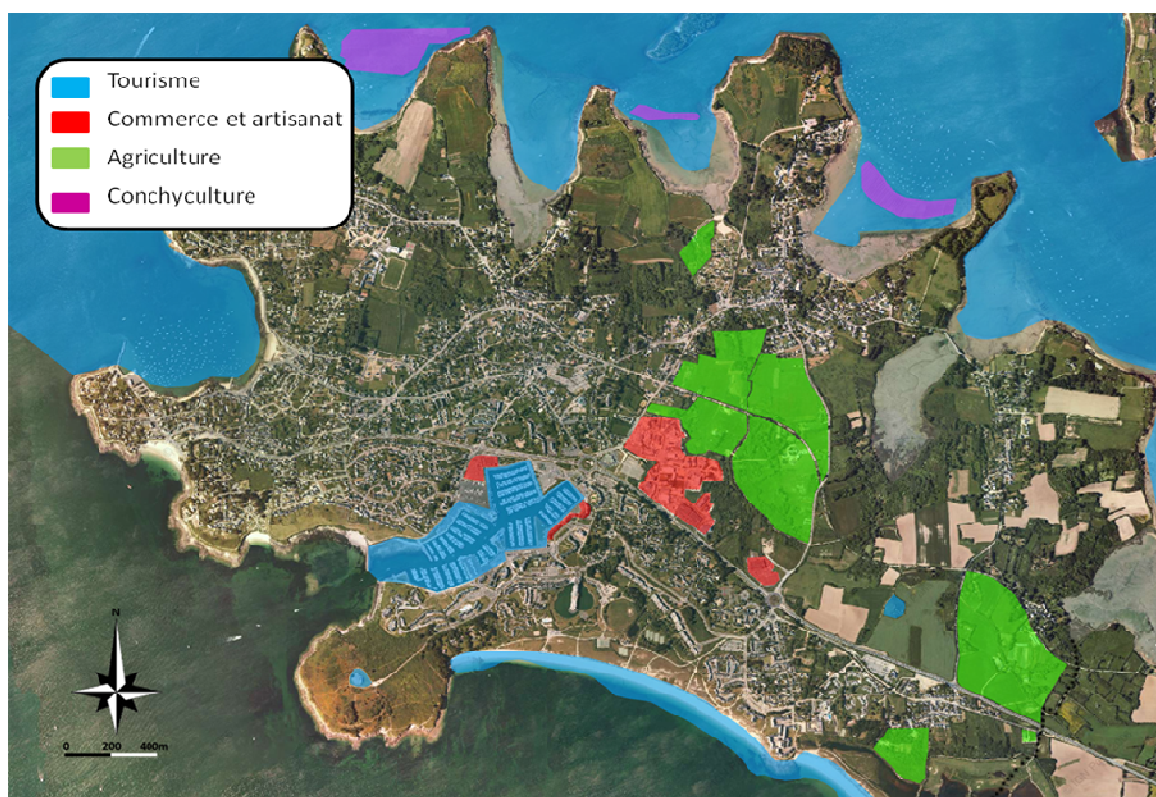 Tourisme
Commerce et artisanat
Agriculture
Conchyculture
N
0 200 400m